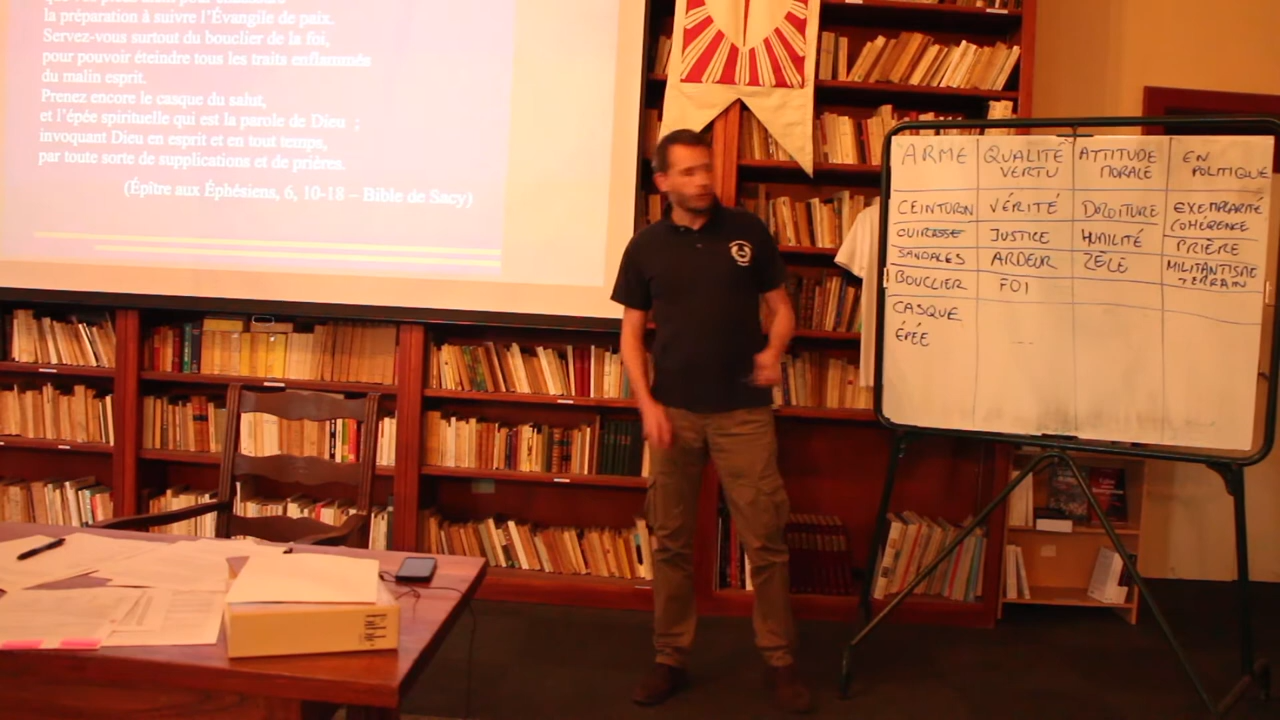 la préparation à suivre l'Évangile de paix.
Servez-vous surtout du bouclier de la foi,
pour pouvoir éteindre tous les traits enflammés
du malin esprit.
Prenez encore le casque du salut,
et l'épée spirituelle qui est la parole de Dieu ;
invoquant Dieu en esprit et en tout temps,
par toute sorte de supplications et de prières.
(Épître aux Éphésiens, 6, 10-18 – Bible de Sacy)
ARME QUALITÉ VERTU ATTITUDE MORALE EN POLITIQUE
CEINTURON VÉRITÉ DROITURE EXEMPLARITÉ COHÉRENCE
CUIRASSE JUSTICE HUMILITÉ PRIÈRE
SANDALES ARDEUR ZÈLE MILITANTISME TERRAIN
BOUCLIER FOI
CASQUE
ÉPÉE